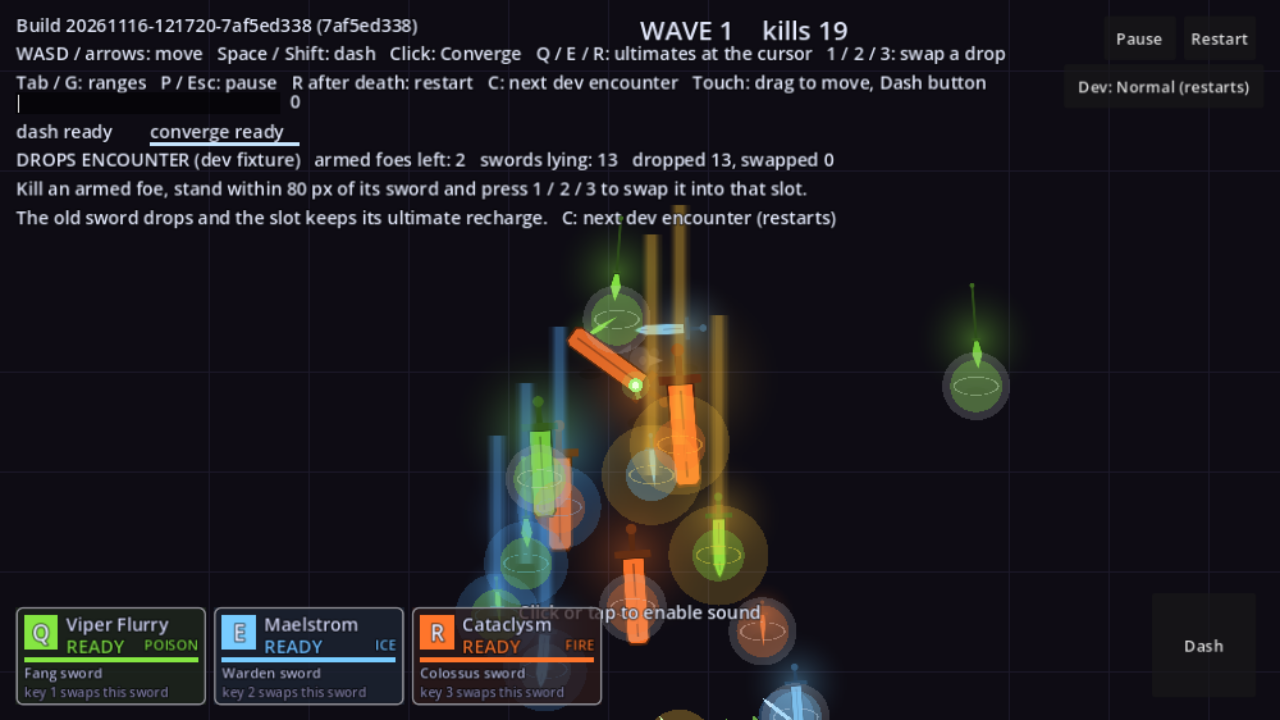 Build 20261116-121720-7af5ed338 (7af5ed338)
WAVE 1 kills 19
Pause
Restart
WASD / arrows: move Space / Shift: dash Click: Converge Q / E / R: ultimates at the cursor 1 / 2 / 3: swap a drop
Tab / G: ranges P / Esc: pause R after death: restart C: next dev encounter Touch: drag to move, Dash button
Dev: Normal (restarts)
0
dash ready converge ready
DROPS ENCOUNTER (dev fixture) armed foes left: 2 swords lying: 13 dropped 13, swapped 0
Kill an armed foe, stand within 80 px of its sword and press 1 / 2 / 3 to swap it into that slot.
The old sword drops and the slot keeps its ultimate recharge. C: next dev encounter (restarts)
Click or tap to enable sound
Q Viper Flurry
READY POISON
Fang sword
key 1 swaps this sword
E Maelstrom
READY ICE
Warden sword
key 2 swaps this sword
R Cataclysm
READY FIRE
Colossus sword
key 3 swaps this sword
Dash